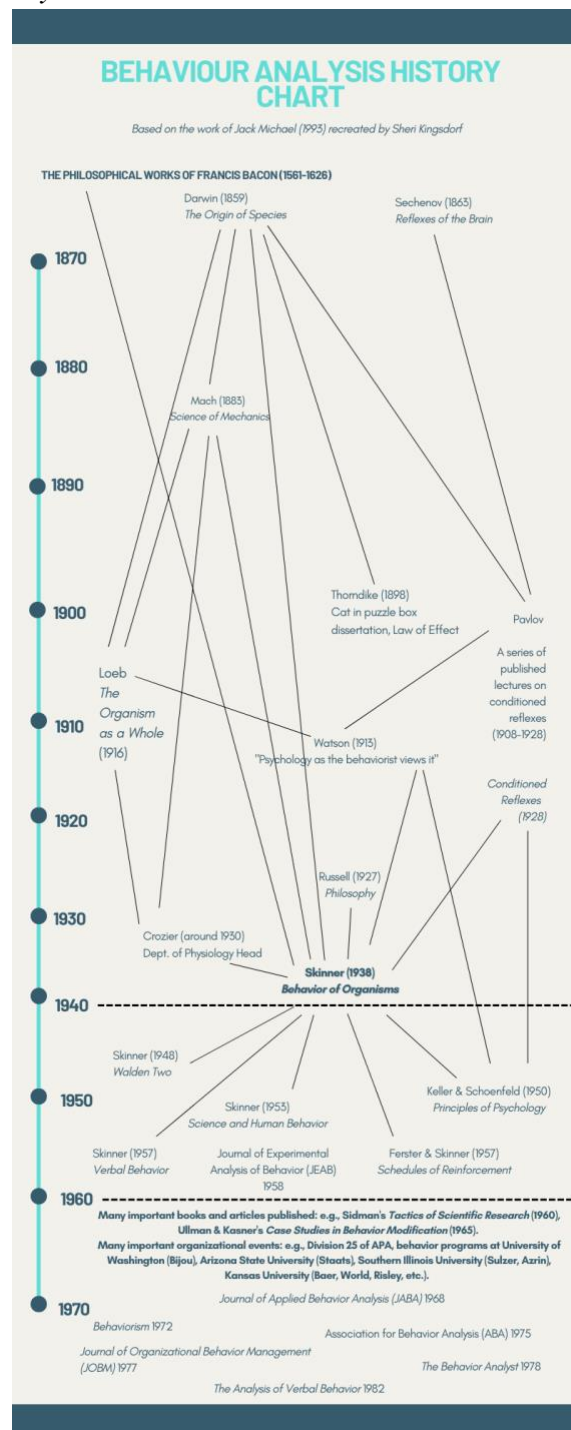 BEHAVIOUR ANALYSIS HISTORY
CHART
Based on the work of Jack Michael (1993) recreated by Sheri Kingsdorf
THE PHILOSOPHICAL WORKS OF FRANCIS BACON (1561-1626)
Darwin (1859)
The Origin of Species
Sechenov (1863)
Reflexes of the Brain
1870
1880
Mach (1883)
Science of Mechanics
1890
Thorndike (1898)
Cat in puzzle box
dissertation, Law of Effect
1900
Pavlov
A series of
published
lectures on
conditioned
reflexes
(1908-1928)
Loeb
The
Organism
as a Whole
(1916)
1910
Watson (1913)
"Psychology as the behaviorist views it"
Conditioned
Reflexes
(1928)
1920
Russell (1927)
Philosophy
1930
Crozier (around 1930)
Dept. of Physiology Head
Skinner (1938)
Behavior of Organisms
1940
Skinner (1948)
Walden Two
Keller & Schoenfeld (1950)
Principles of Psychology
1950
Skinner (1953)
Science and Human Behavior
Skinner (1957)
Verbal Behavior
Journal of Experimental
Analysis of Behavior (JEAB)
1958
Ferster & Skinner (1957)
Schedules of Reinforcement
1960
Many important books and articles published: e.g., Sidman's Tactics of Scientific Research (1960),
Ullman & Kasner's Case Studies in Behavior Modification (1965).
Many important organizational events: e.g., Division 25 of APA, behavior programs at University of
Washington (Bijou), Arizona State University (Staats), Southern Illinois University (Sulzer, Azrin),
Kansas University (Baer, World, Risley, etc.).
Journal of Applied Behavior Analysis (JABA) 1968
1970
Behaviorism 1972
Association for Behavior Analysis (ABA) 1975
Journal of Organizational Behavior Management
(JOBM) 1977
The Behavior Analyst 1978
The Analysis of Verbal Behavior 1982